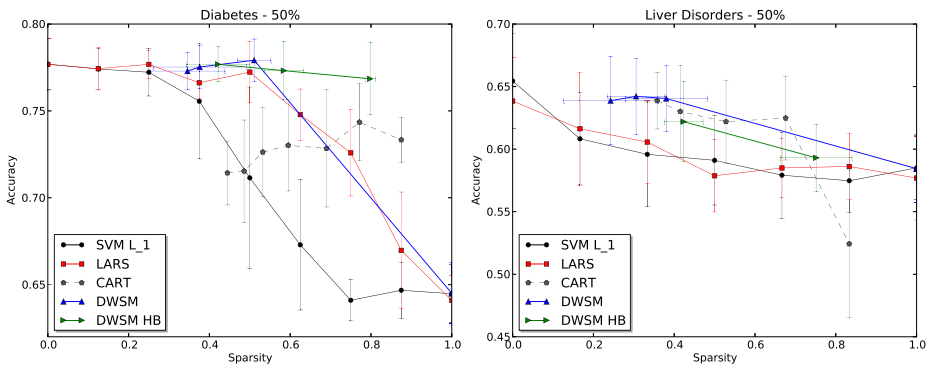 Diabetes - 50%
0.80
0.75
0.70
0.65
Accuracy
0.0
0.2
0.4
0.6
0.8
1.0
Sparsity
SVM L_1
LARS
CART
DWSM
DWSM HB
Liver Disorders - 50%
0.70
0.65
0.60
0.55
0.50
0.45
Accuracy
0.0
0.2
0.4
0.6
0.8
1.0
Sparsity
SVM L_1
LARS
CART
DWSM
DWSM HB